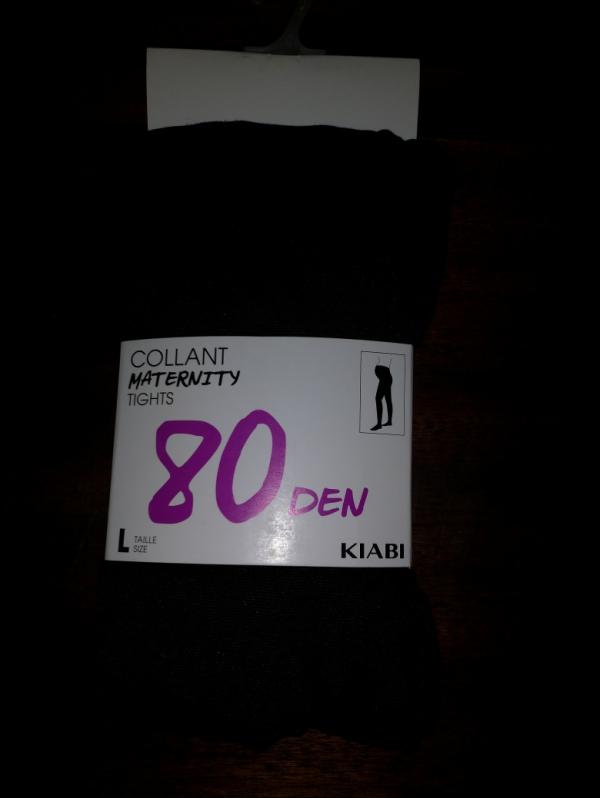 COLLANT
MATERNITY
TIGHTS
80 DEN
L TAILLE
SIZE
KIABI